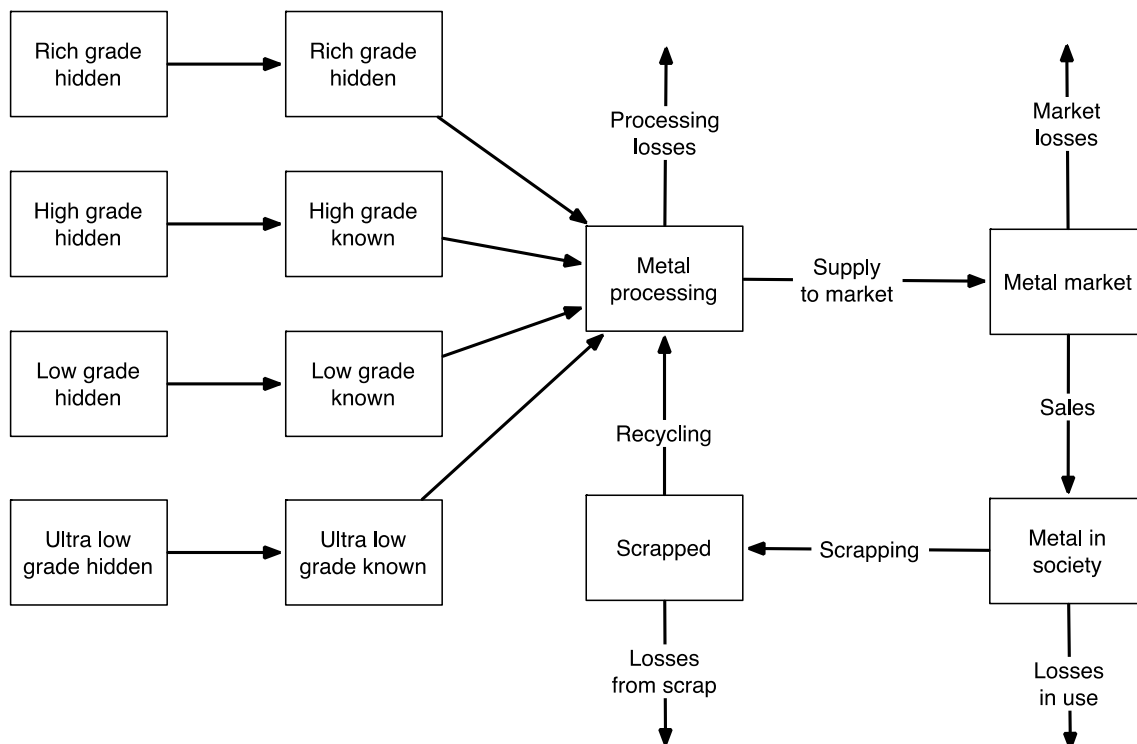 Rich grade
hidden
Rich grade
hidden
Processing
losses
Market
losses
High grade
hidden
High grade
known
Metal
processing
Supply
to market
Metal market
Low grade
hidden
Low grade
known
Recycling
Sales
Ultra low
grade hidden
Ultra low
grade known
Scrapped
Scrapping
Metal in
society
Losses
from scrap
Losses
in use